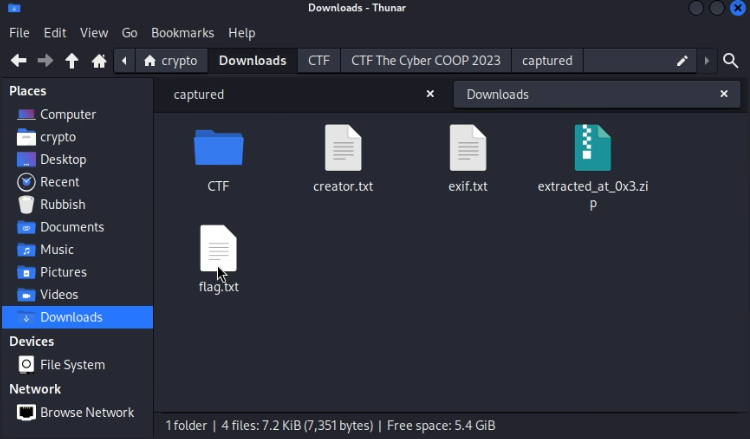 Downloads - Thunar
File Edit View Go Bookmarks Help
crypto Downloads CTF CTF The Cyber COOP 2023 captured
Places
Computer
crypto
Desktop
Recent
Rubbish
Documents
Music
Pictures
Videos
Downloads
Devices
File System
Network
Browse Network
captured Downloads
CTF creator.txt exif.txt extracted_at_0x3.zi
p
flag.txt
1 folder | 4 files: 7.2 KiB (7,351 bytes) | Free space: 5.4 GiB